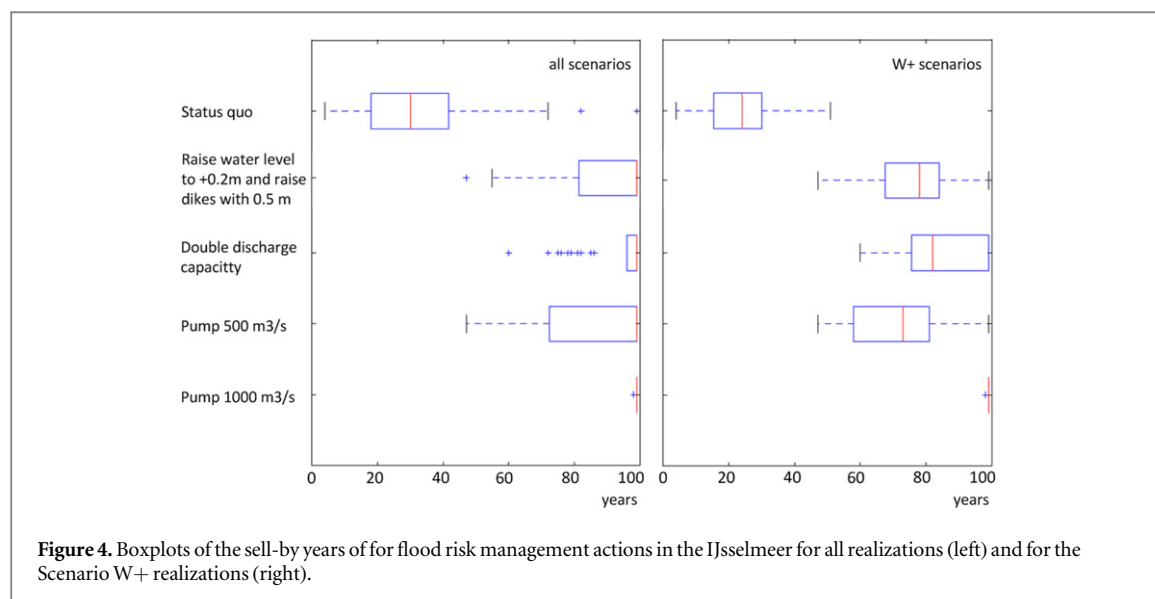 all scenarios
W+ scenarios
Status quo
Raise water level
to +0.2m and raise
dikes with 0.5 m
Double discharge
capacitty
Pump 500 m3/s
Pump 1000 m3/s
0 20 40 60 80 100
years
0 20 40 60 80 100
years
Figure 4. Boxplots of the sell-by years of for flood risk management actions in the IJsselmeer for all realizations (left) and for the
Scenario W+ realizations (right).